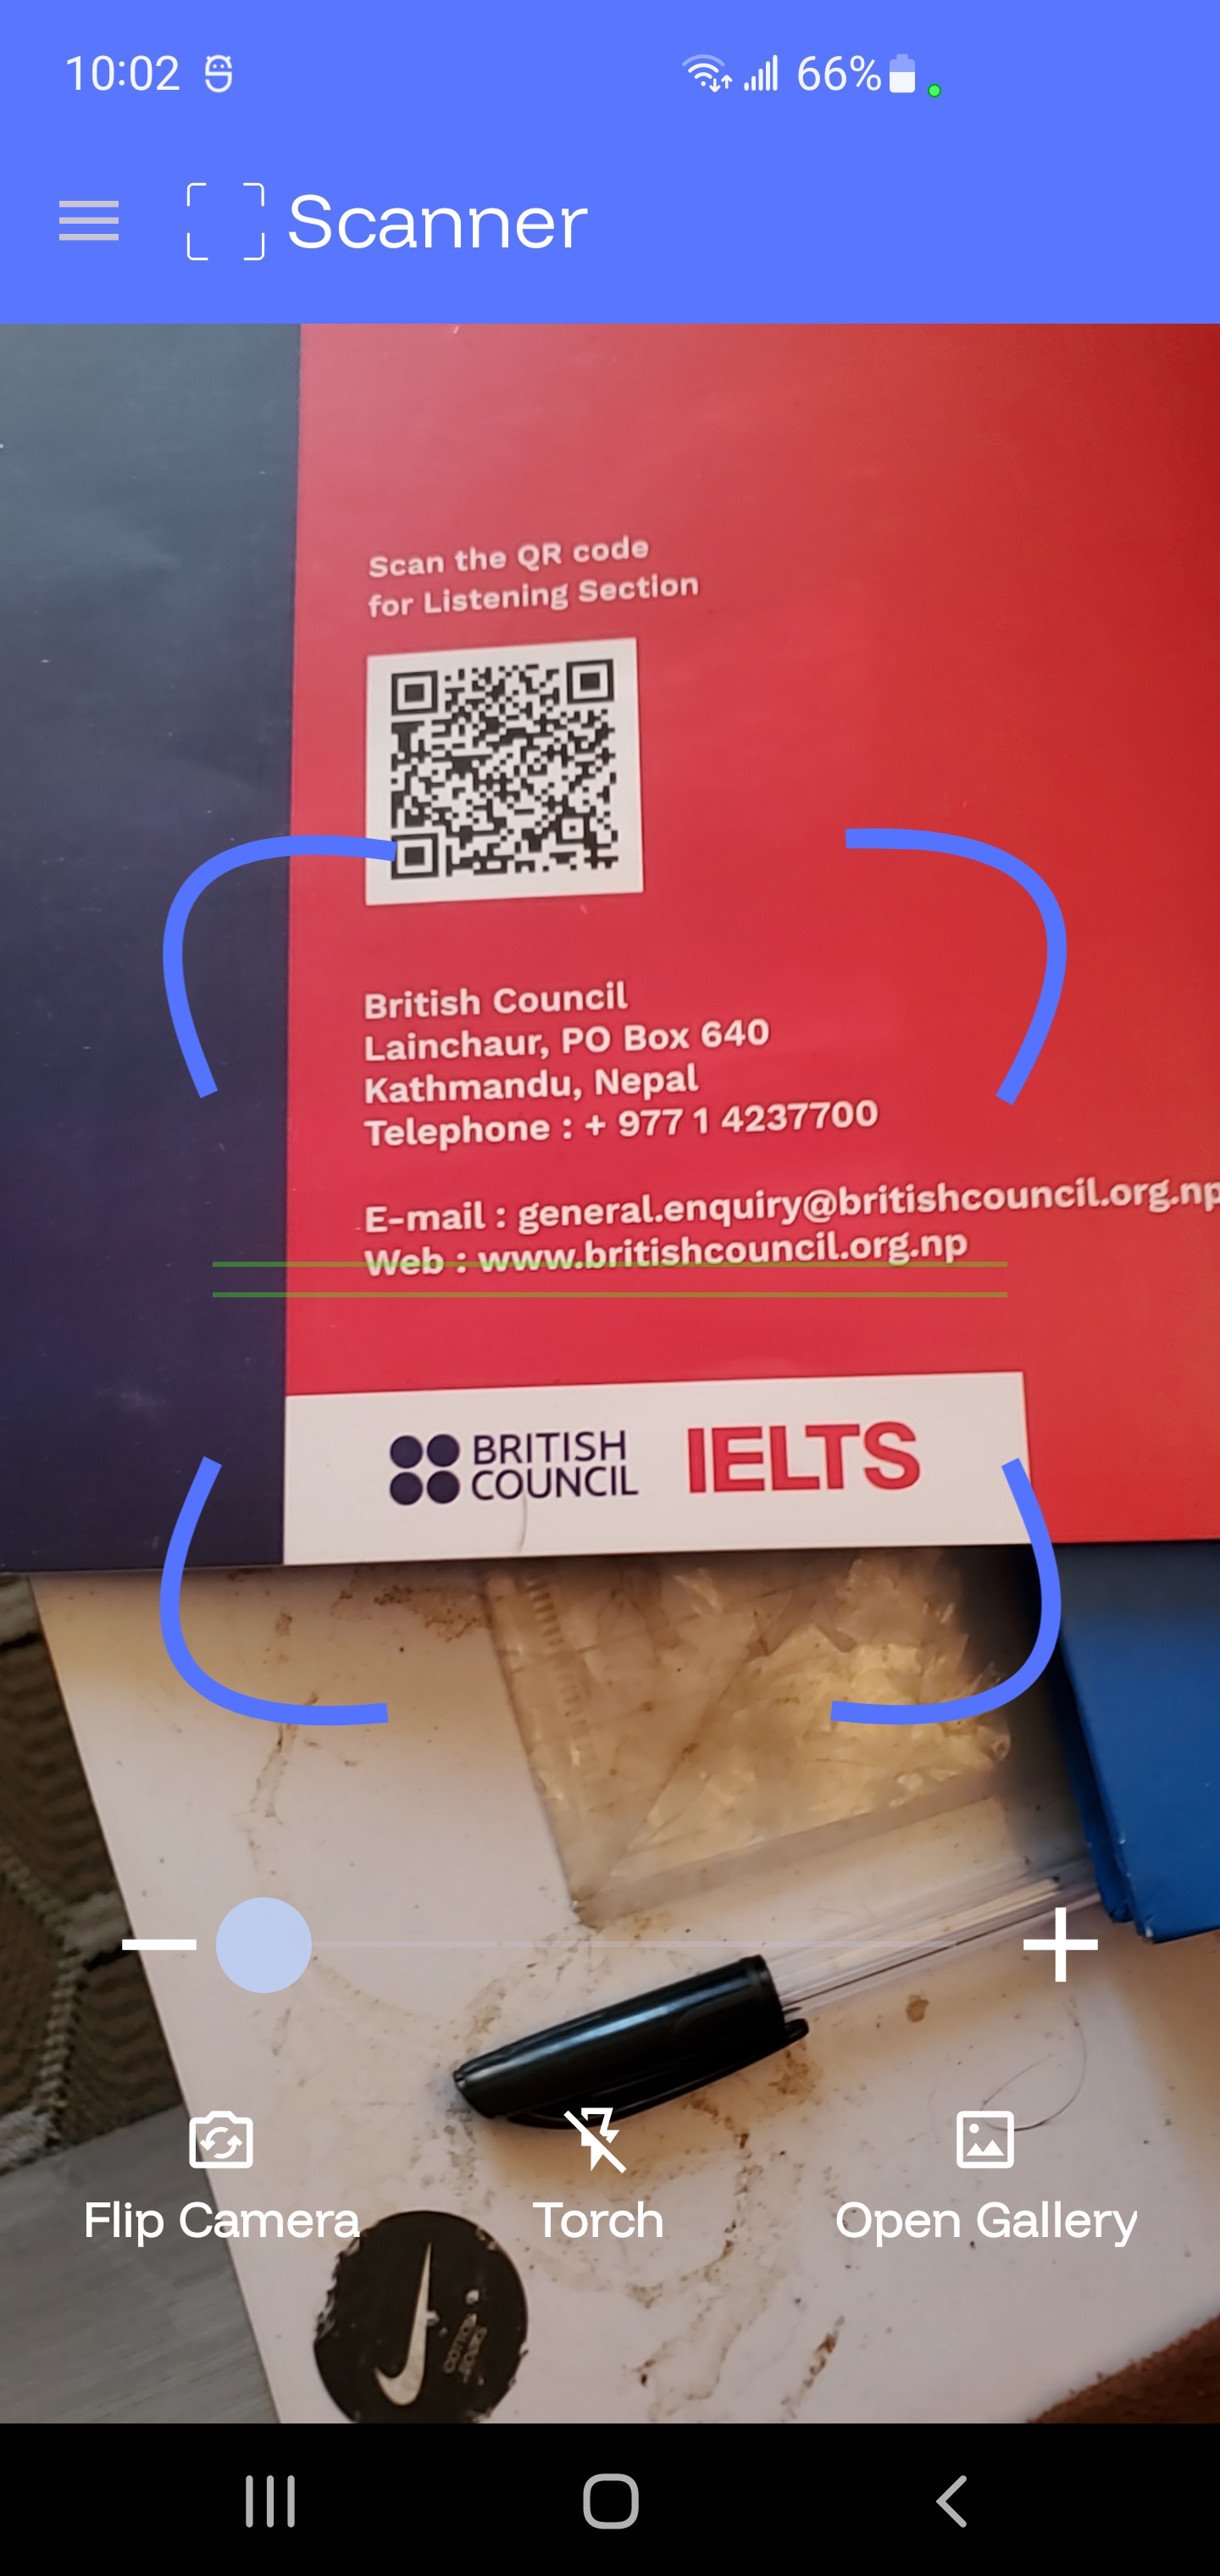 10:02
66%
Scanner
Scan the QR code
for Listening Section
British Council
Lainchaur, PO Box 640
Kathmandu, Nepal
Telephone : + 977 1 4237700
E-mail : general.enquiry@britishcouncil.org.np
Web : www.britishcouncil.org.np
BRITISH
COUNCIL
IELTS
Flip Camera
Torch
Open Gallery